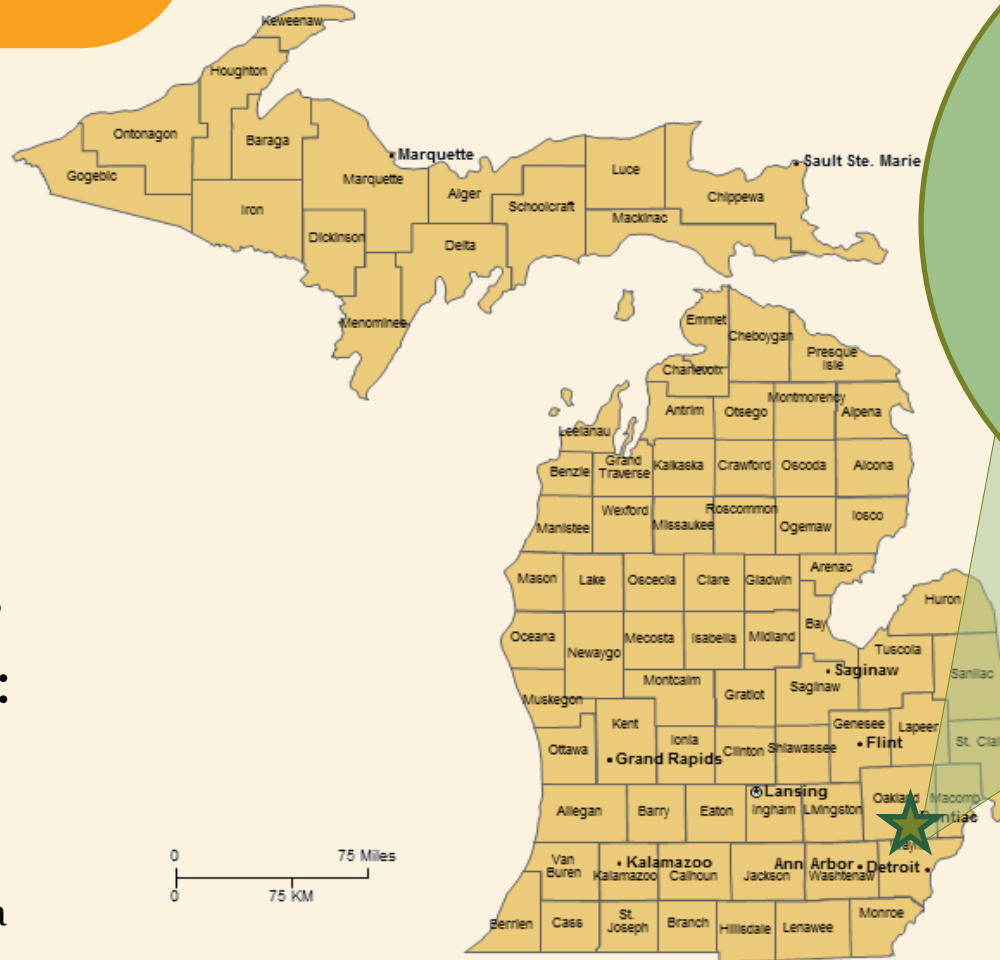 Keweenaw
Houghton
Ontonagon
Baraga
Marquette
Sault Ste. Marie
Gogebic
Marquette
Luce
Alger
Chippewa
Iron
Schoolcraft
Mackinac
Dickinson
Delta
Menominee
Emmet
Cheboygan
Presque
Isle
Charlevoix
Antrim
Otsego
Montmorency
Alpena
Leelanau
Benzie
Grand
Traverse
Kalkaska
Crawford
Oscoda
Alcona
Manistee
Wexford
Missaukee
Roscommon
Ogemaw
Iosco
Mason
Lake
Osceola
Clare
Gladwin
Arenac
Huron
Oceana
Newaygo
Mecosta
Isabella
Midland
Bay
Tuscola
Sanilac
:
Muskegon
Montcalm
Gratiot
Saginaw
Saginaw
Kent
Genesee
Lapeer
Ottawa
Ionia
Clinton
Shiawassee
Flint
St. Clai
Grand Rapids
Lansing
Allegan
Barry
Eaton
Ingham
Livingston
Oakland
Macomb
0
75 Miles
Van
Buren
Kalamazoo
Kalamazoo
Calhoun
Jackson
Ann Arbor
Washtenaw
Detroit
0
75 KM
a
Berrien
Cass
St.
Joseph
Branch
Hillsdale
Lenawee
Monroe